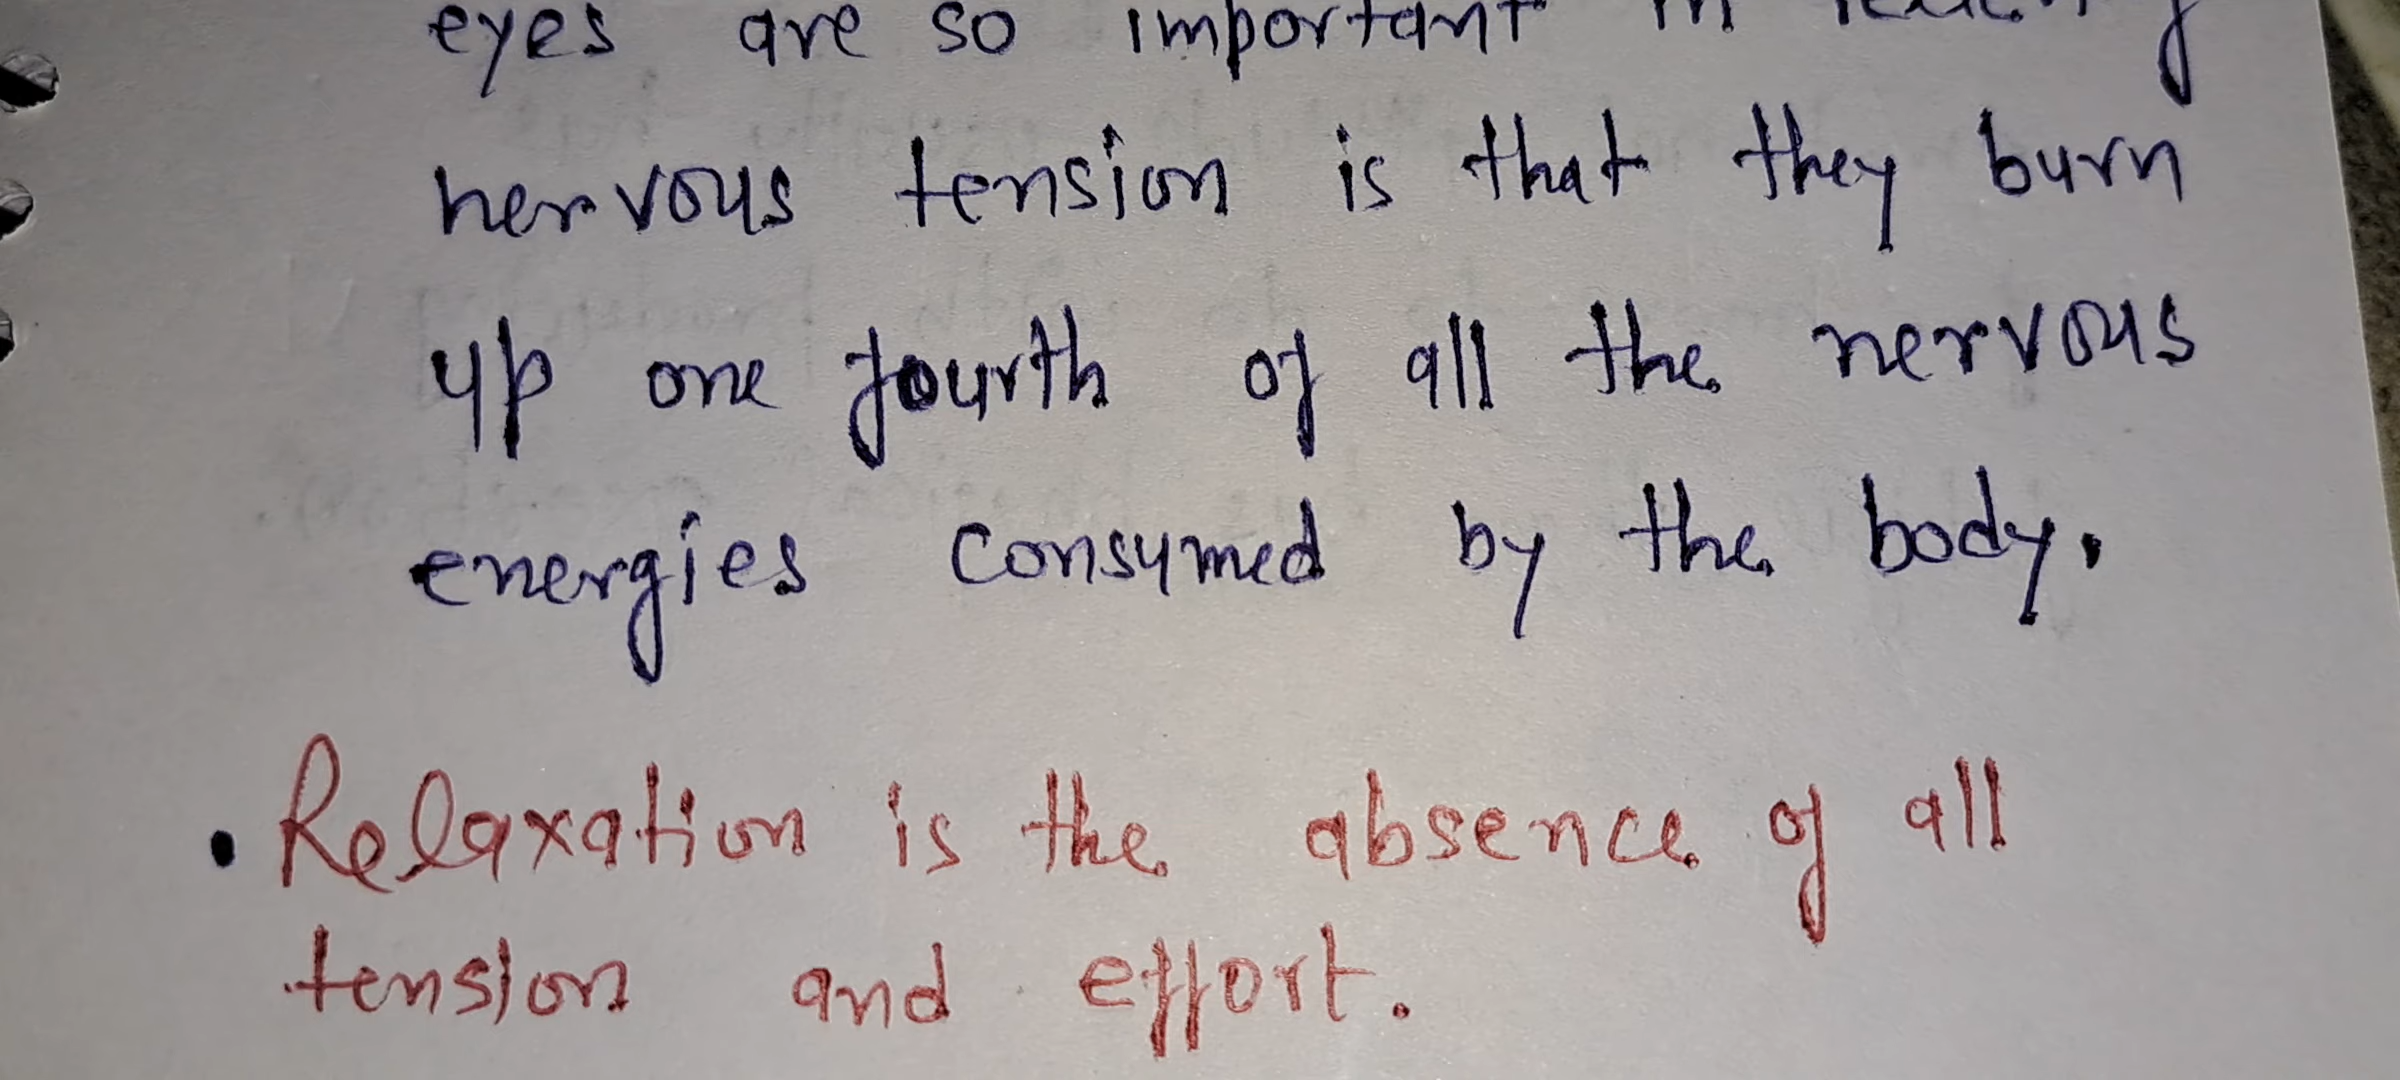 eyes are so important in
nervous tension is that they burn
up one fourth of all the nervous
energies consumed by the body.
• Relaxation is the absence of all
tension and effort.